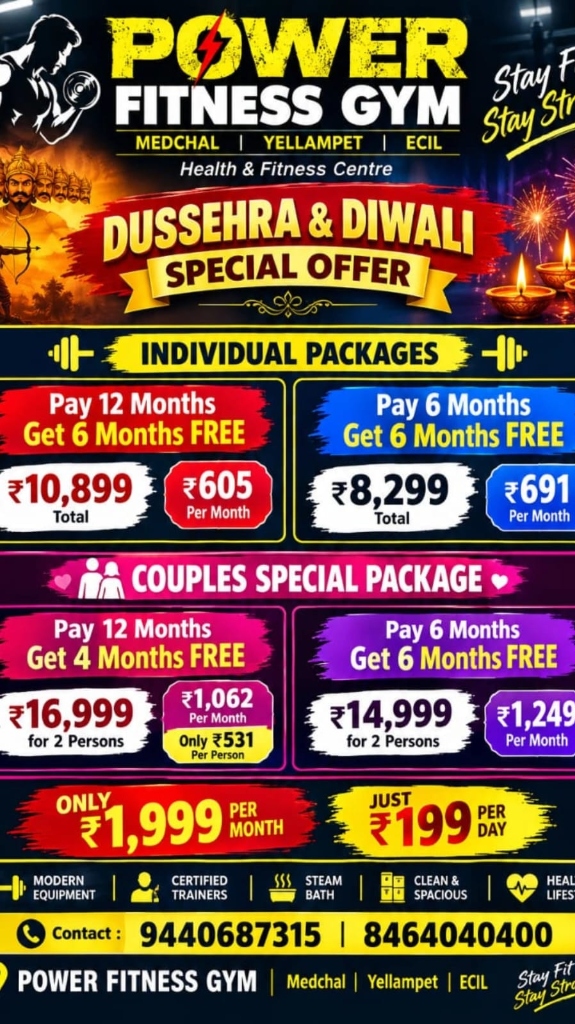 POWER
FITNESS GYM
MEDCHAL | YELLAMPET | ECIL
Health & Fitness Centre
Stay
Stay
DUSSEHRA & DIWALI
SPECIAL OFFER
INDIVIDUAL PACKAGES
Pay 12 Months
Get 6 Months FREE
₹10,899
Total
₹605
Per Month
Pay 6 Months
Get 6 Months FREE
₹8,299
Total
₹691
Per Month
COUPLES SPECIAL PACKAGE
Pay 12 Months
Get 4 Months FREE
₹16,999
for 2 Persons
₹1,062
Per Month
Only ₹531
Per Person
Pay 6 Months
Get 6 Months FREE
₹14,999
for 2 Persons
₹1,249
Per Month
ONLY
₹1,999 PER
MONTH
JUST
₹199 PER
DAY
MODERN
EQUIPMENT
CERTIFIED
TRAINERS
STEAM
BATH
CLEAN &
SPACIOUS
Contact : 9440687315 | 8464040400
POWER FITNESS GYM | Medchal | Yellampet | ECIL
Stay Fit
Stay